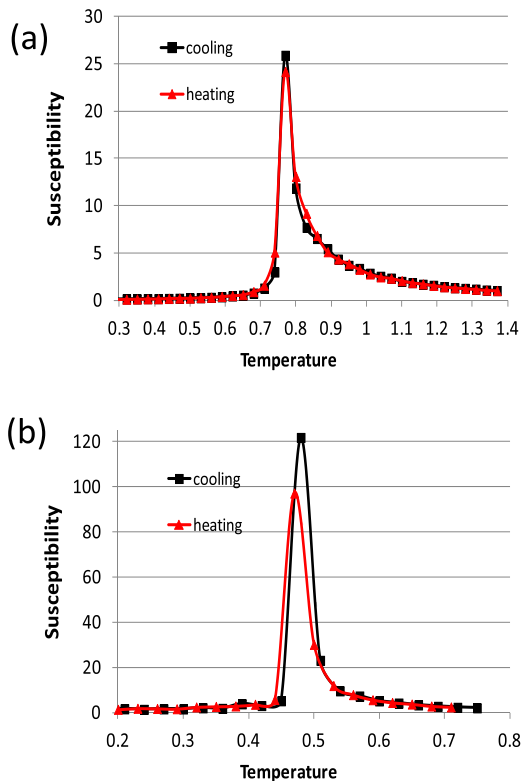 (a)
30
25
20
15
10
5
0
Susceptibility
cooling
heating
0.3 0.4 0.5 0.6 0.7 0.8 0.9 1 1.1 1.2 1.3 1.4
Temperature
(b)
120
100
80
60
40
20
0
Susceptibility
cooling
heating
0.2 0.3 0.4 0.5 0.6 0.7 0.8
Temperature